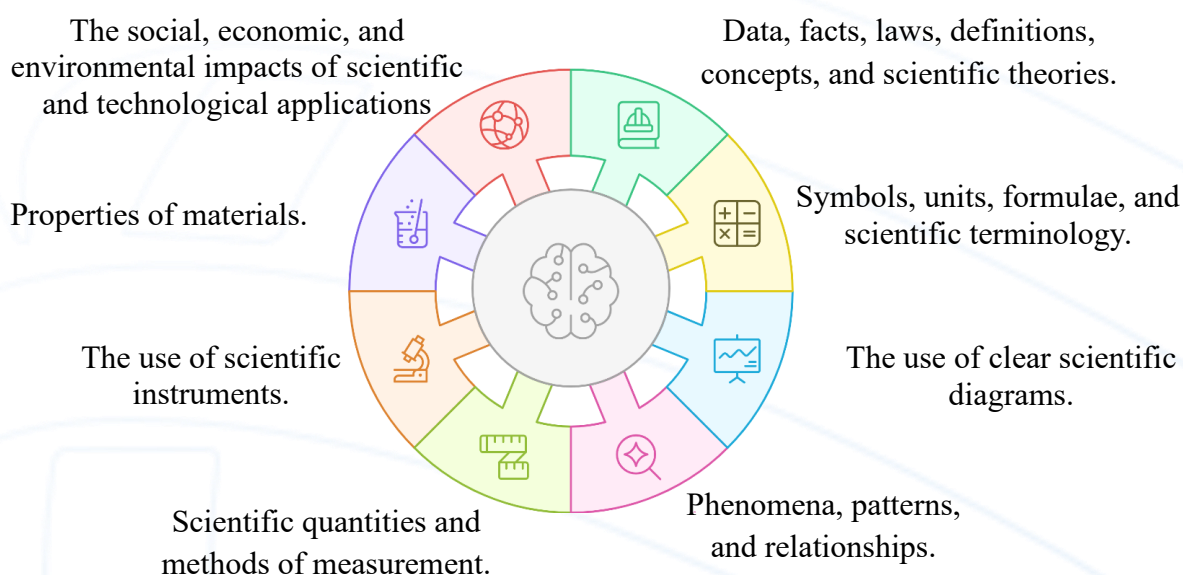 The social, economic, and
environmental impacts of scientific
and technological applications
Data, facts, laws, definitions,
concepts, and scientific theories.
Properties of materials.
Symbols, units, formulae, and
scientific terminology.
The use of scientific
instruments.
The use of clear scientific
diagrams.
Scientific quantities and
methods of measurement.
Phenomena, patterns,
and relationships.